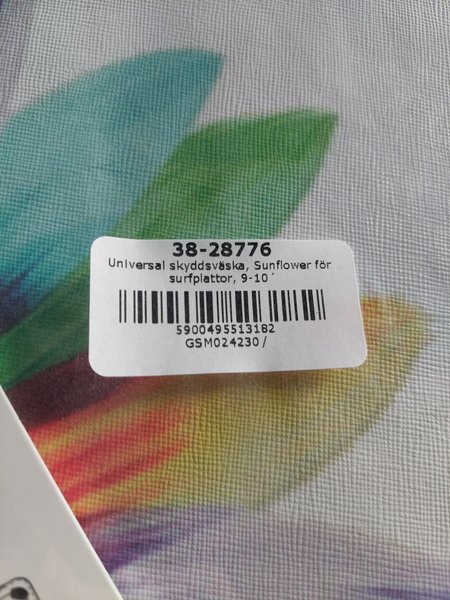 38-28776
Universal skyddsväska, Sunflower för
surfplattor, 9-10´
5900495513182
GSM024230 /